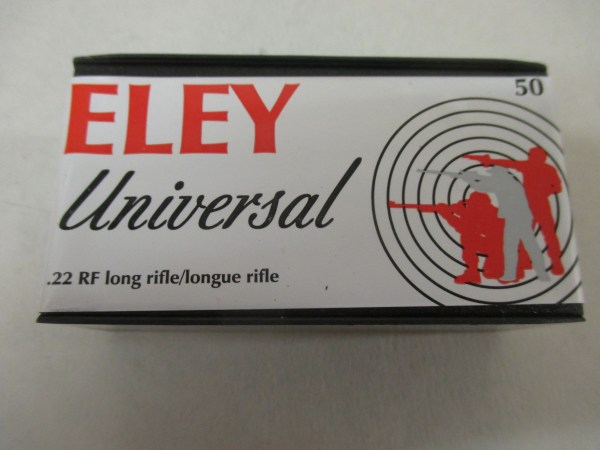 ELEY
50
Universal
.22 RF long rifle/longue rifle